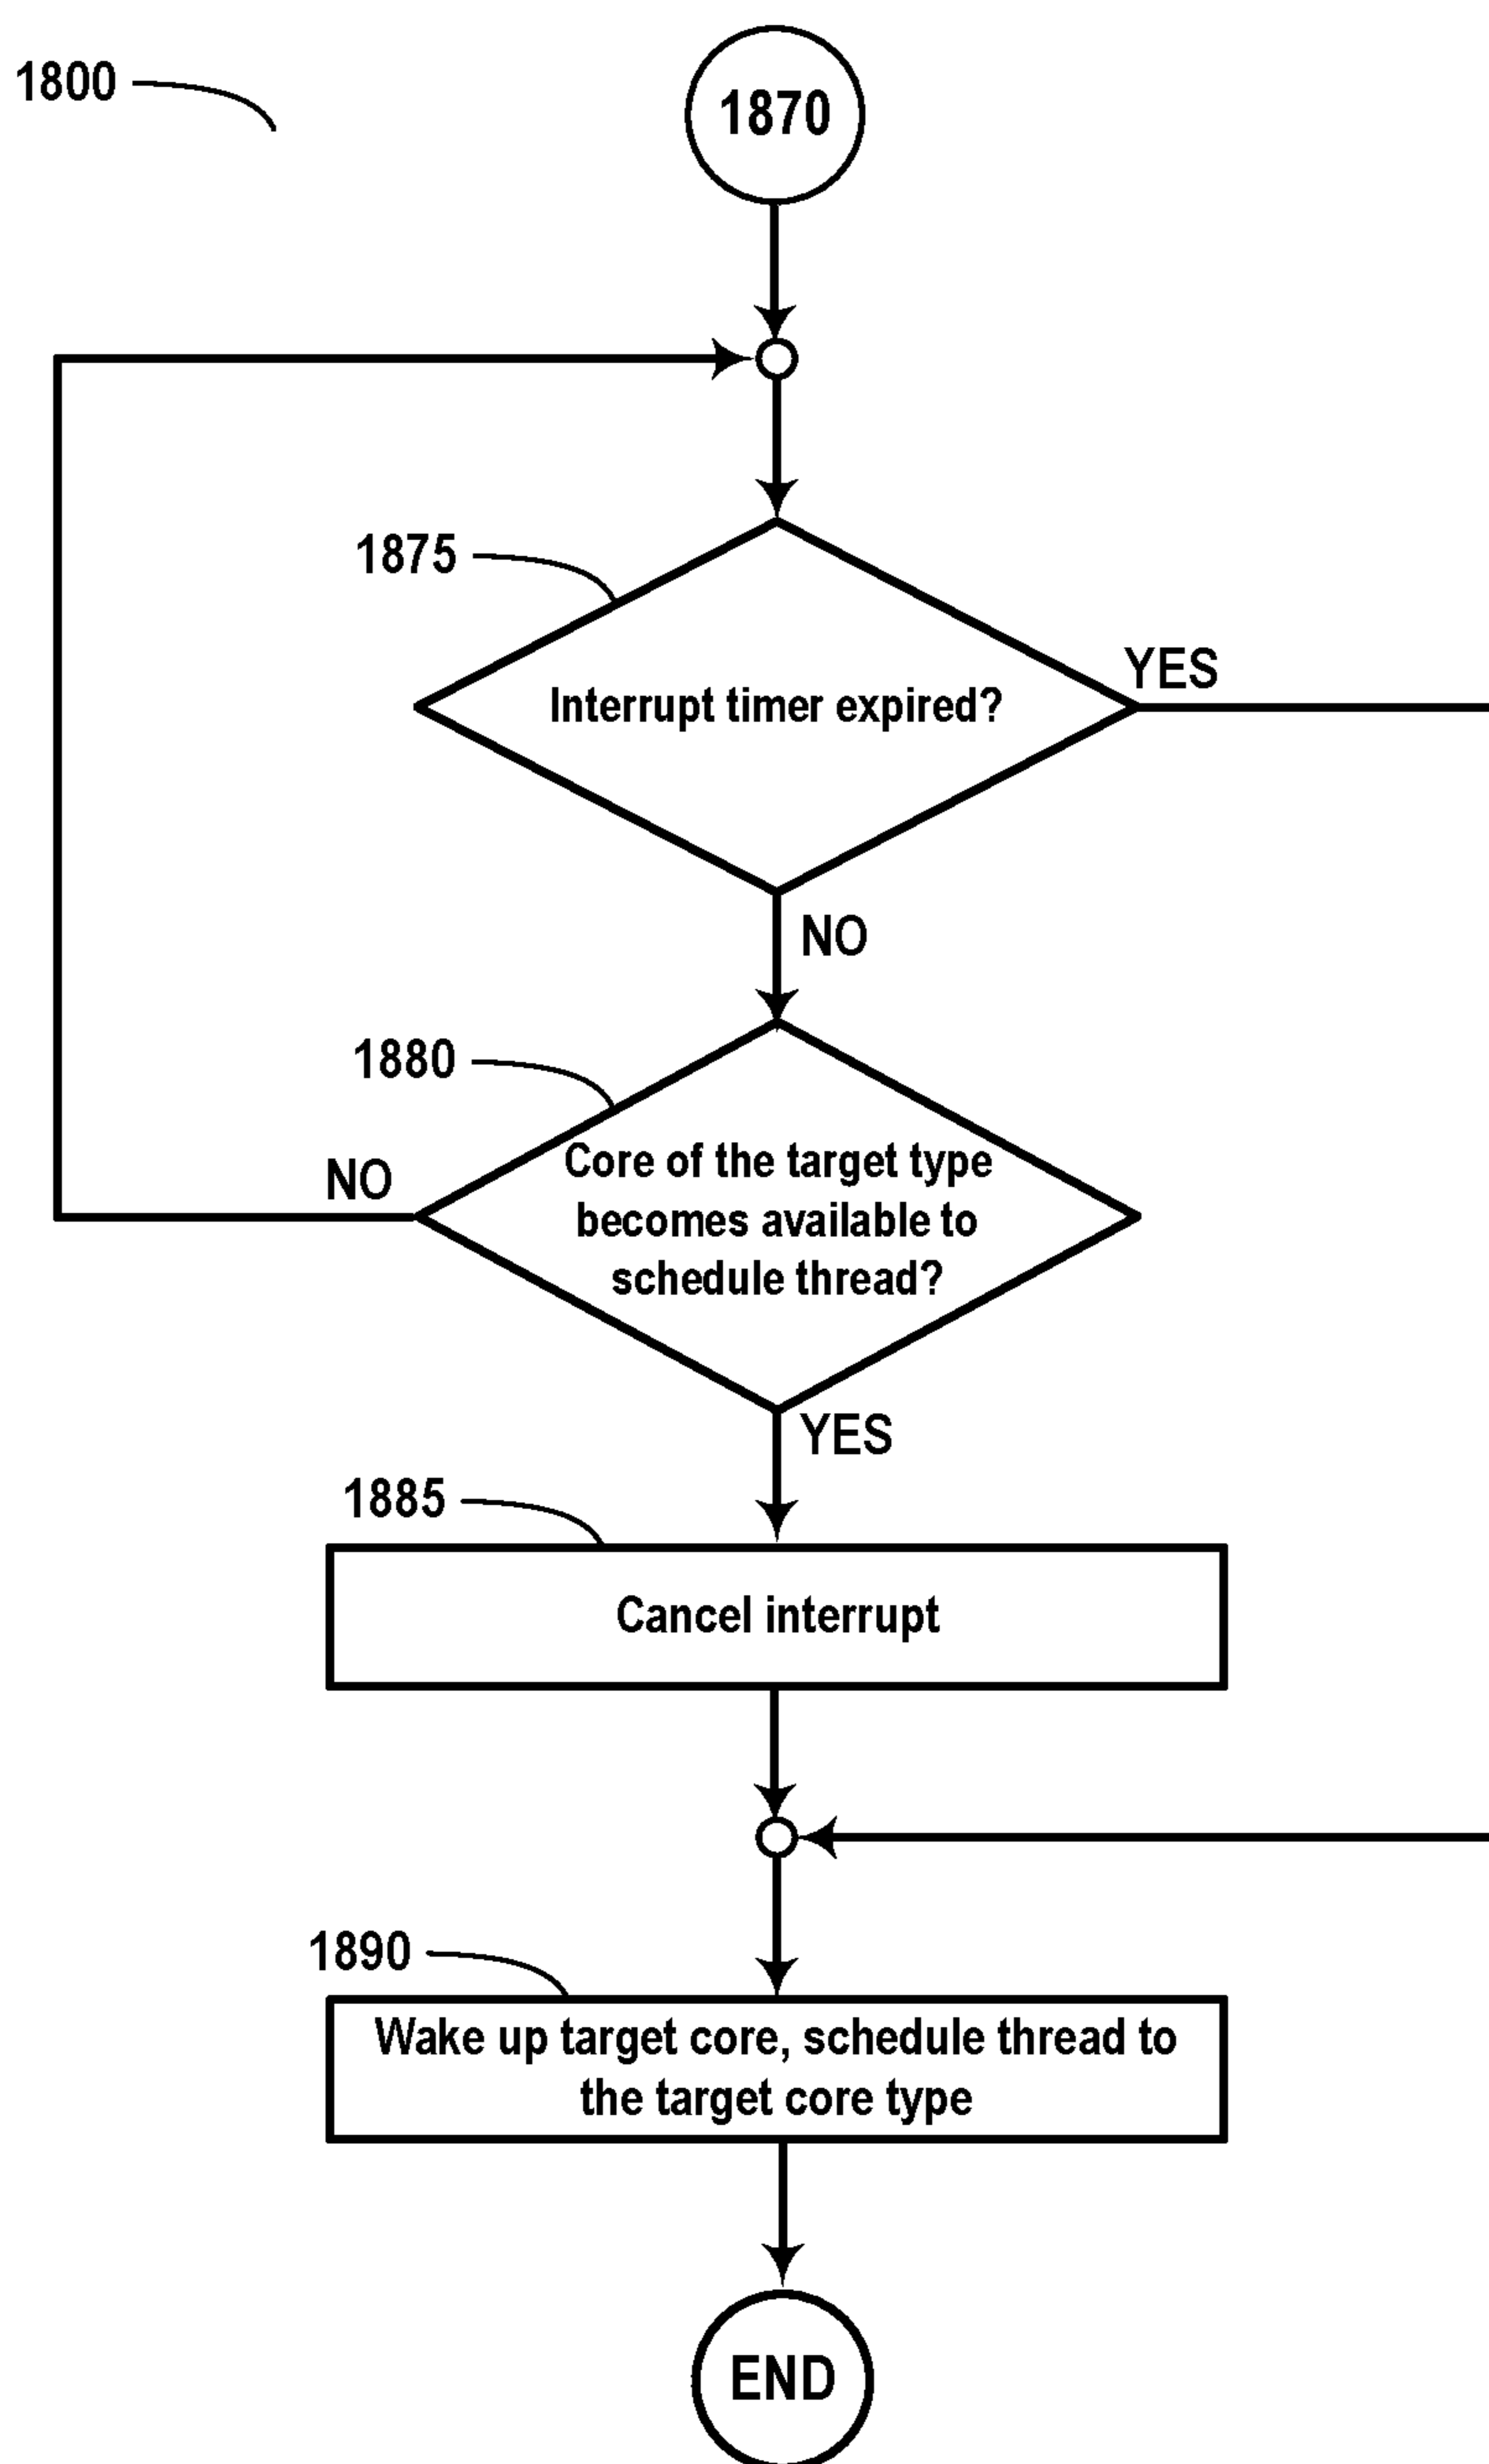 1800
1870
1875
Interrupt timer expired?
YES
NO
1880
Core of the target type
becomes available to
schedule thread?
NO
YES
1885
Cancel interrupt
1890
Wake up target core, schedule thread to
the target core type
END